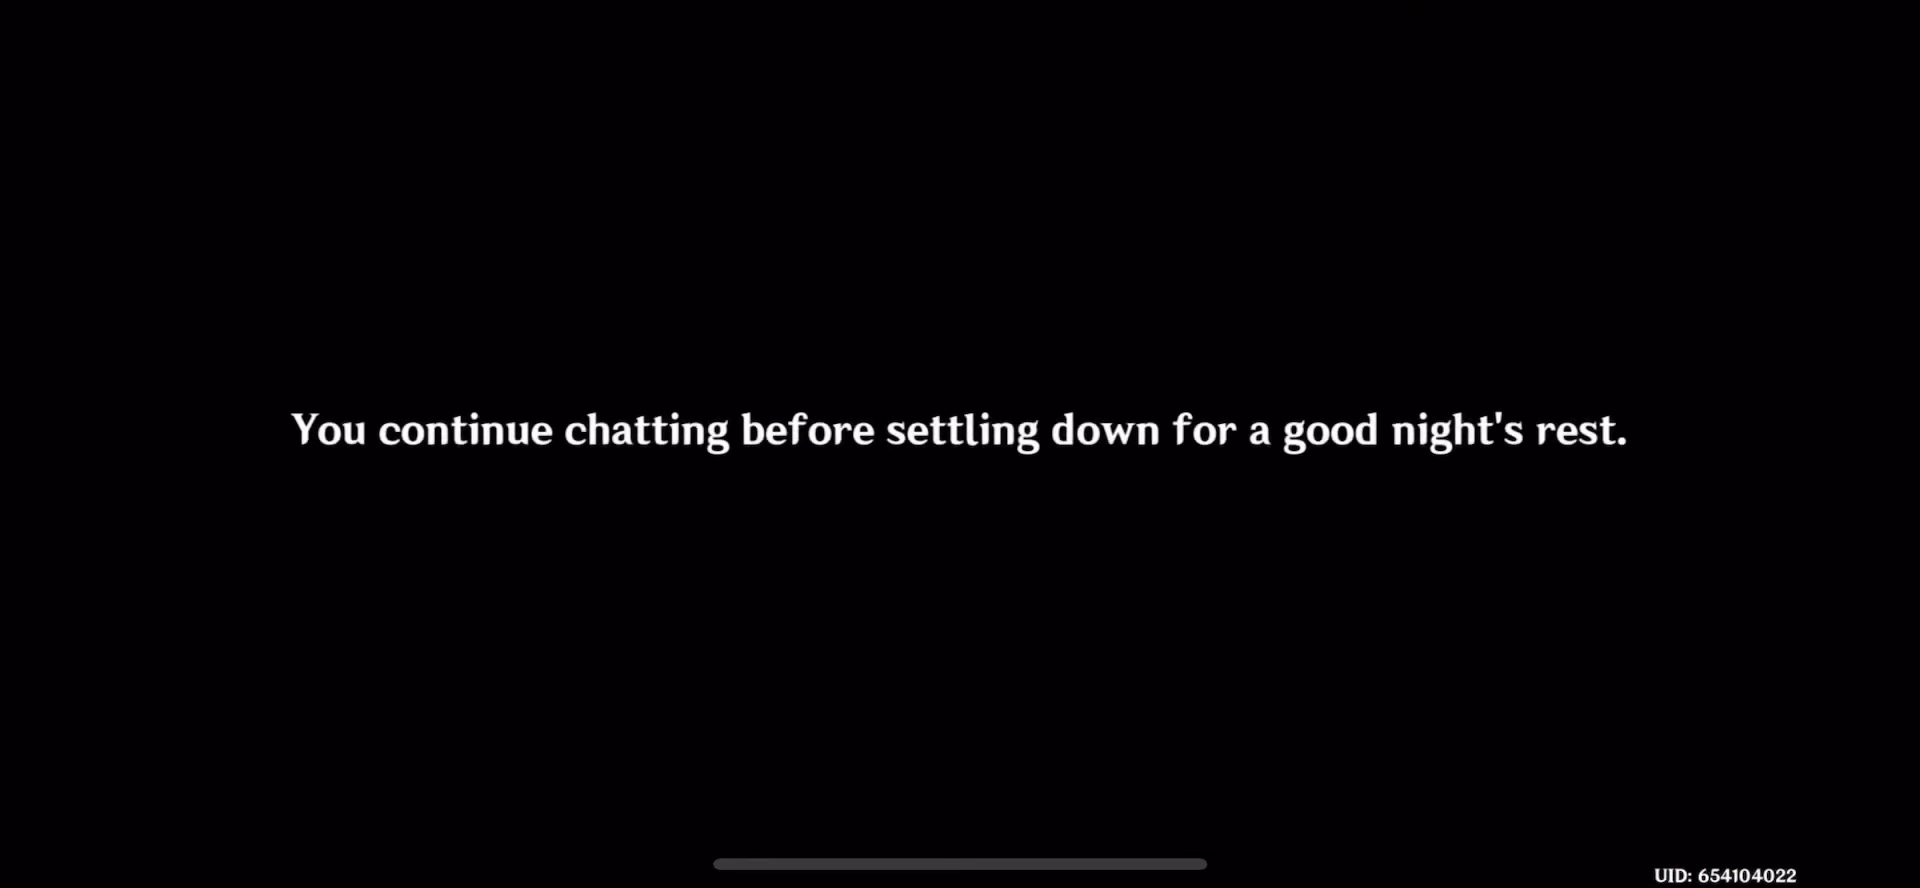 You continue chatting before settling down for a good night's rest.
UID: 654104022